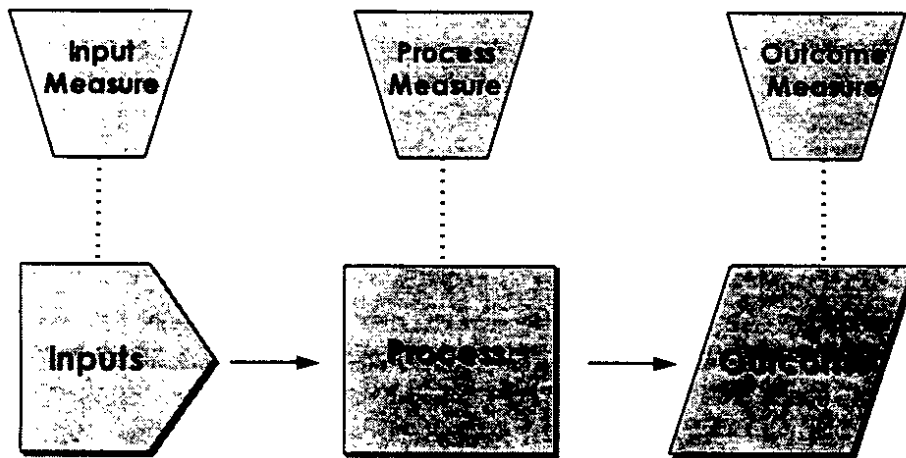 Input
Measure
Process
Measure
Outcome
Measure
Inputs
Process
Outcome